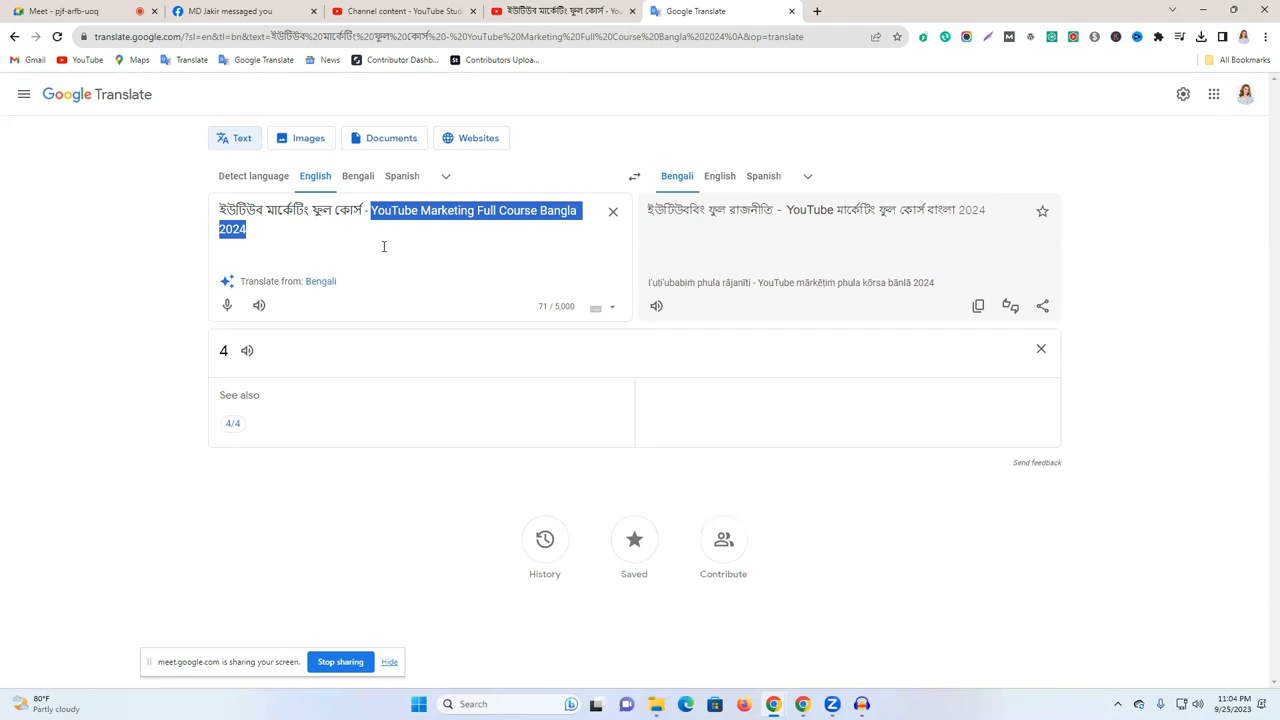 Meet - pjf-arfb-uoq
MD Jakir messaged you
Channel content - YouTube Stud
ইউটিউব মার্কেটিং ফুল কোর্স - You
Google Translate
translate.google.com/?sl=en&tl=bn&text=ইউটিউব%20মার্কেটিং%20ফুল%20কোর্স%20-%20YouTube%20Marketing%20Full%20Course%20Bangla%202024%20%0A&op=translate
Gmail
YouTube
Maps
Translate
Google Translate
News
Contributor Dashb...
Contributors Uploa...
All Bookmarks
Google Translate
Text
Images
Documents
Websites
Detect language
English
Bengali
Spanish
Bengali
English
Spanish
ইউটিউব মার্কেটিং ফুল কোর্স - YouTube Marketing Full Course Bangla
2024
ইউটিউববিং ফুল রাজনীতি - YouTube মার্কেটিং ফুল কোর্স বাংলা 2024
Translate from: Bengali
I'uṭi'ubabiṁ phula rājanīti - YouTube mārkēṭiṁ phula kōrsa bānlā 2024
71 / 5,000
4
See also
4/4
Send feedback
History
Saved
Contribute
meet.google.com is sharing your screen.
Stop sharing
Hide
80°F
Partly cloudy
Search
11:04 PM
9/25/2023